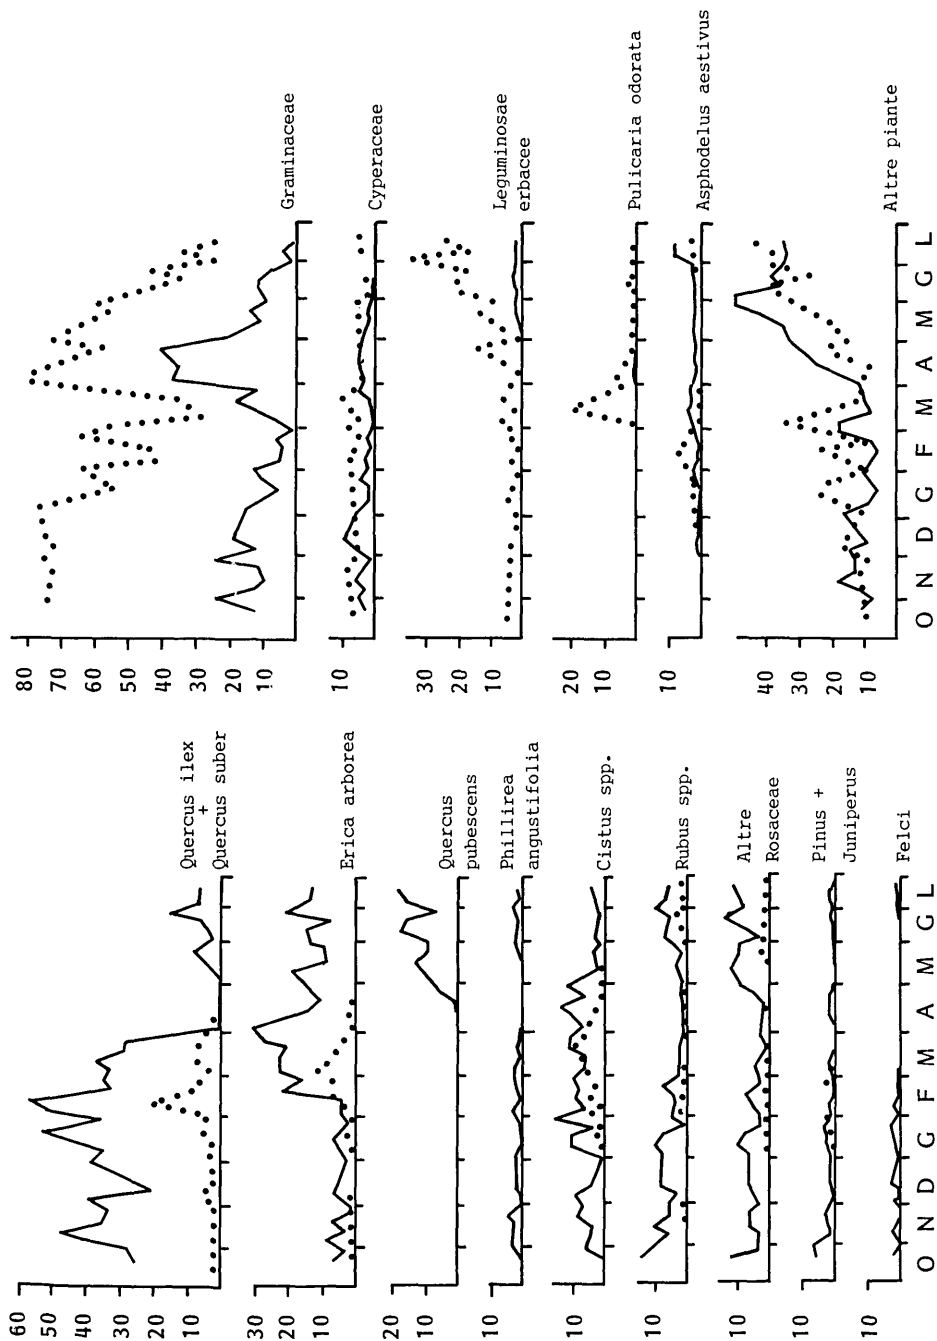 60
50
40
30
20
10
Quercus ilex
+
Quercus suber
30
20
10
Erica arborea
20
10
Quercus
pubescens
10
Phillirea
angustifolia
10
Cistus spp.
10
Rubus spp.
10
Altre
Rosaceae
10
Pinus +
Juniperus
10
Felci
O N D G F M A M G L
80
70
60
50
40
30
20
10
Graminaceae
10
Cyperaceae
30
20
10
Leguminosae
erbacee
20
10
Pulicaria odorata
10
Asphodelus aestivus
40
30
20
10
Altre piante
O N D G F M A M G L